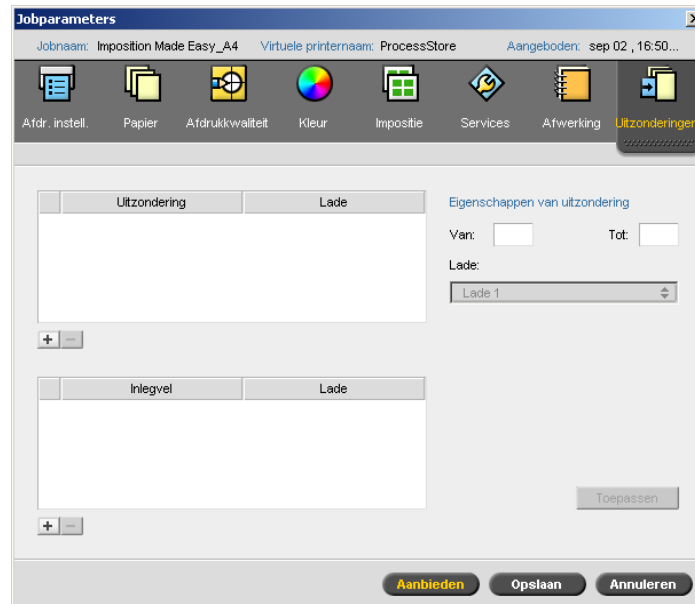 Jobparameters
Jobnaam: Imposition Made Easy_A4 Virtuele printernaam: ProcessStore Aangeboden: sep 02 , 16:50...
Afdr. instell. Papier Afdrukkwaliteit Kleur Impositie Services Afwerking Uitzonderingen
Uitzondering Lade
Eigenschappen van uitzondering
Van: Tot:
Lade:
Lade 1
Inlegvel Lade
Toepassen
Aanbieden Opslaan Annuleren